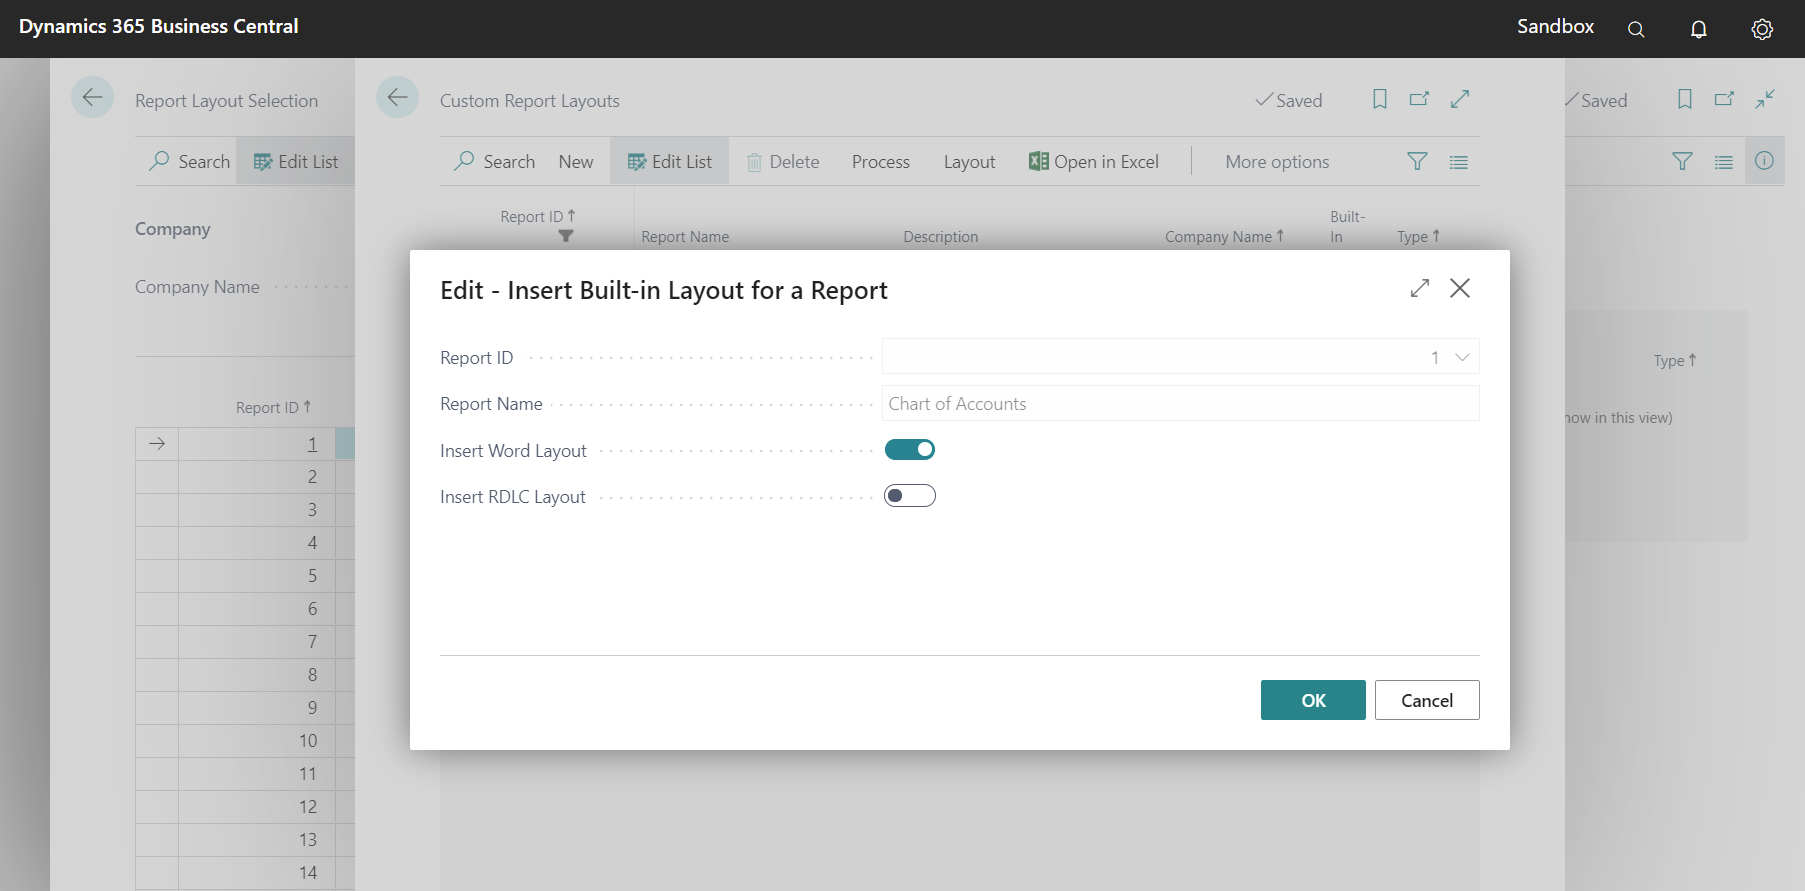 Dynamics 365 Business Central
Sandbox
Report Layout Selection
Custom Report Layouts
Saved
Saved
Search
Edit List
Search
New
Edit List
Delete
Process
Layout
Open in Excel
More options
Company
Company Name
Report ID
Report Name
Description
Company Name
Built-
In
Type
Edit - Insert Built-in Layout for a Report
Report ID
1
Report Name
Chart of Accounts
Insert Word Layout
Insert RDLC Layout
OK
Cancel
Type
in this view)
Report ID
1
2
3
4
5
6
7
8
9
10
11
12
13
14